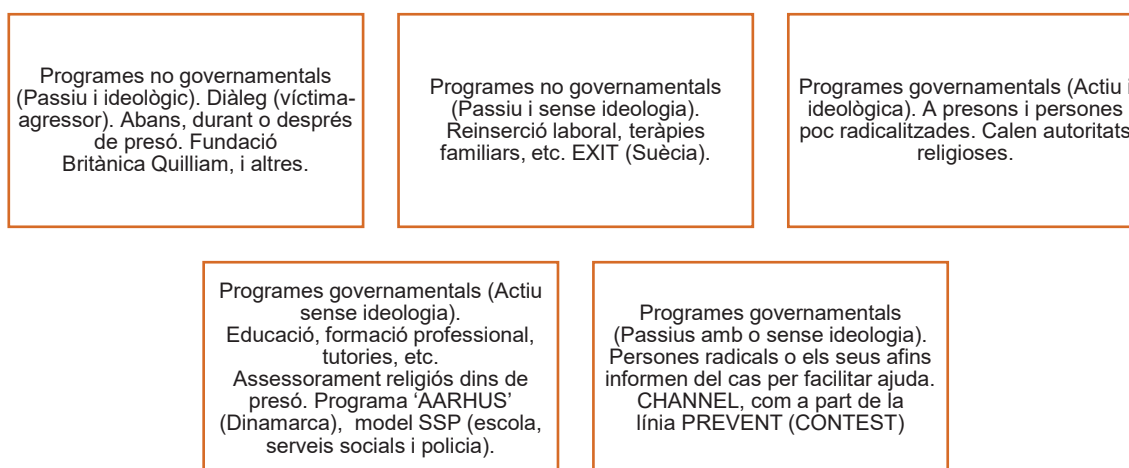 Programes no governamentals
(Passiu i ideològic). Diàleg (víctima-
agressor). Abans, durant o després
de presó. Fundació
Britànica Quilliam, i altres.
Programes no governamentals
(Passiu i sense ideologia).
Reinserció laboral, teràpies
familiars, etc. EXIT (Suècia).
Programes governamentals (Actiu i
ideològica). A presons i persones
poc radicalitzades. Calen autoritats
religioses.
Programes governamentals (Actiu
sense ideologia).
Educació, formació professional,
tutories, etc.
Assessorament religiós dins de
presó. Programa ‘AARHUS’
(Dinamarca), model SSP (escola,
serveis socials i policia).
Programes governamentals
(Passius amb o sense ideologia).
Persones radicals o els seus afins
informen del cas per facilitar ajuda.
CHANNEL, com a part de la
línia PREVENT (CONTEST)